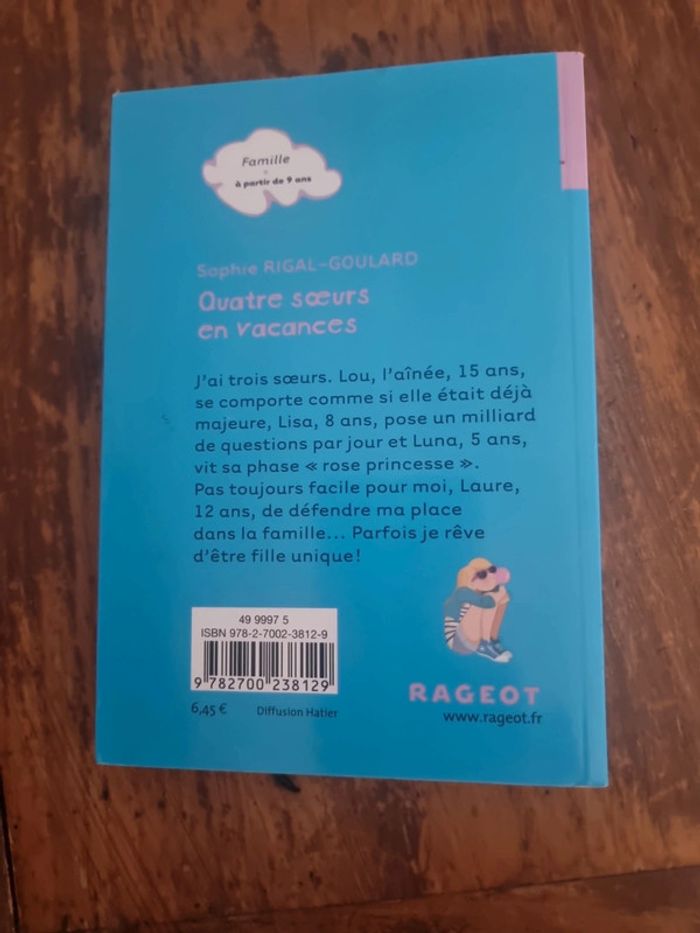 Famille
à partir de 9 ans
Sophie RIGAL-GOULARD
Quatre sœurs
en vacances
J'ai trois sœurs. Lou, l'aînée, 15 ans,
se comporte comme si elle était déjà
majeure, Lisa, 8 ans, pose un milliard
de questions par jour et Luna, 5 ans,
vit sa phase « rose princesse ».
Pas toujours facile pour moi, Laure,
12 ans, de défendre ma place
dans la famille... Parfois je rêve
d'être fille unique !
49 9997 5
ISBN 978-2-7002-3812-9
9 782700 238129
6,45 € Diffusion Hatier
RAGEOT
www.rageot.fr